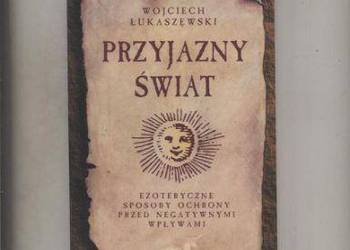 WOJCIECH
ŁUKASZEWSKI
PRZYJAZNY
ŚWIAT
EZOTERYCZNE
SPOSOBY OCHRONY
PRZED NEGATYWNYMI
WPŁYWAMI